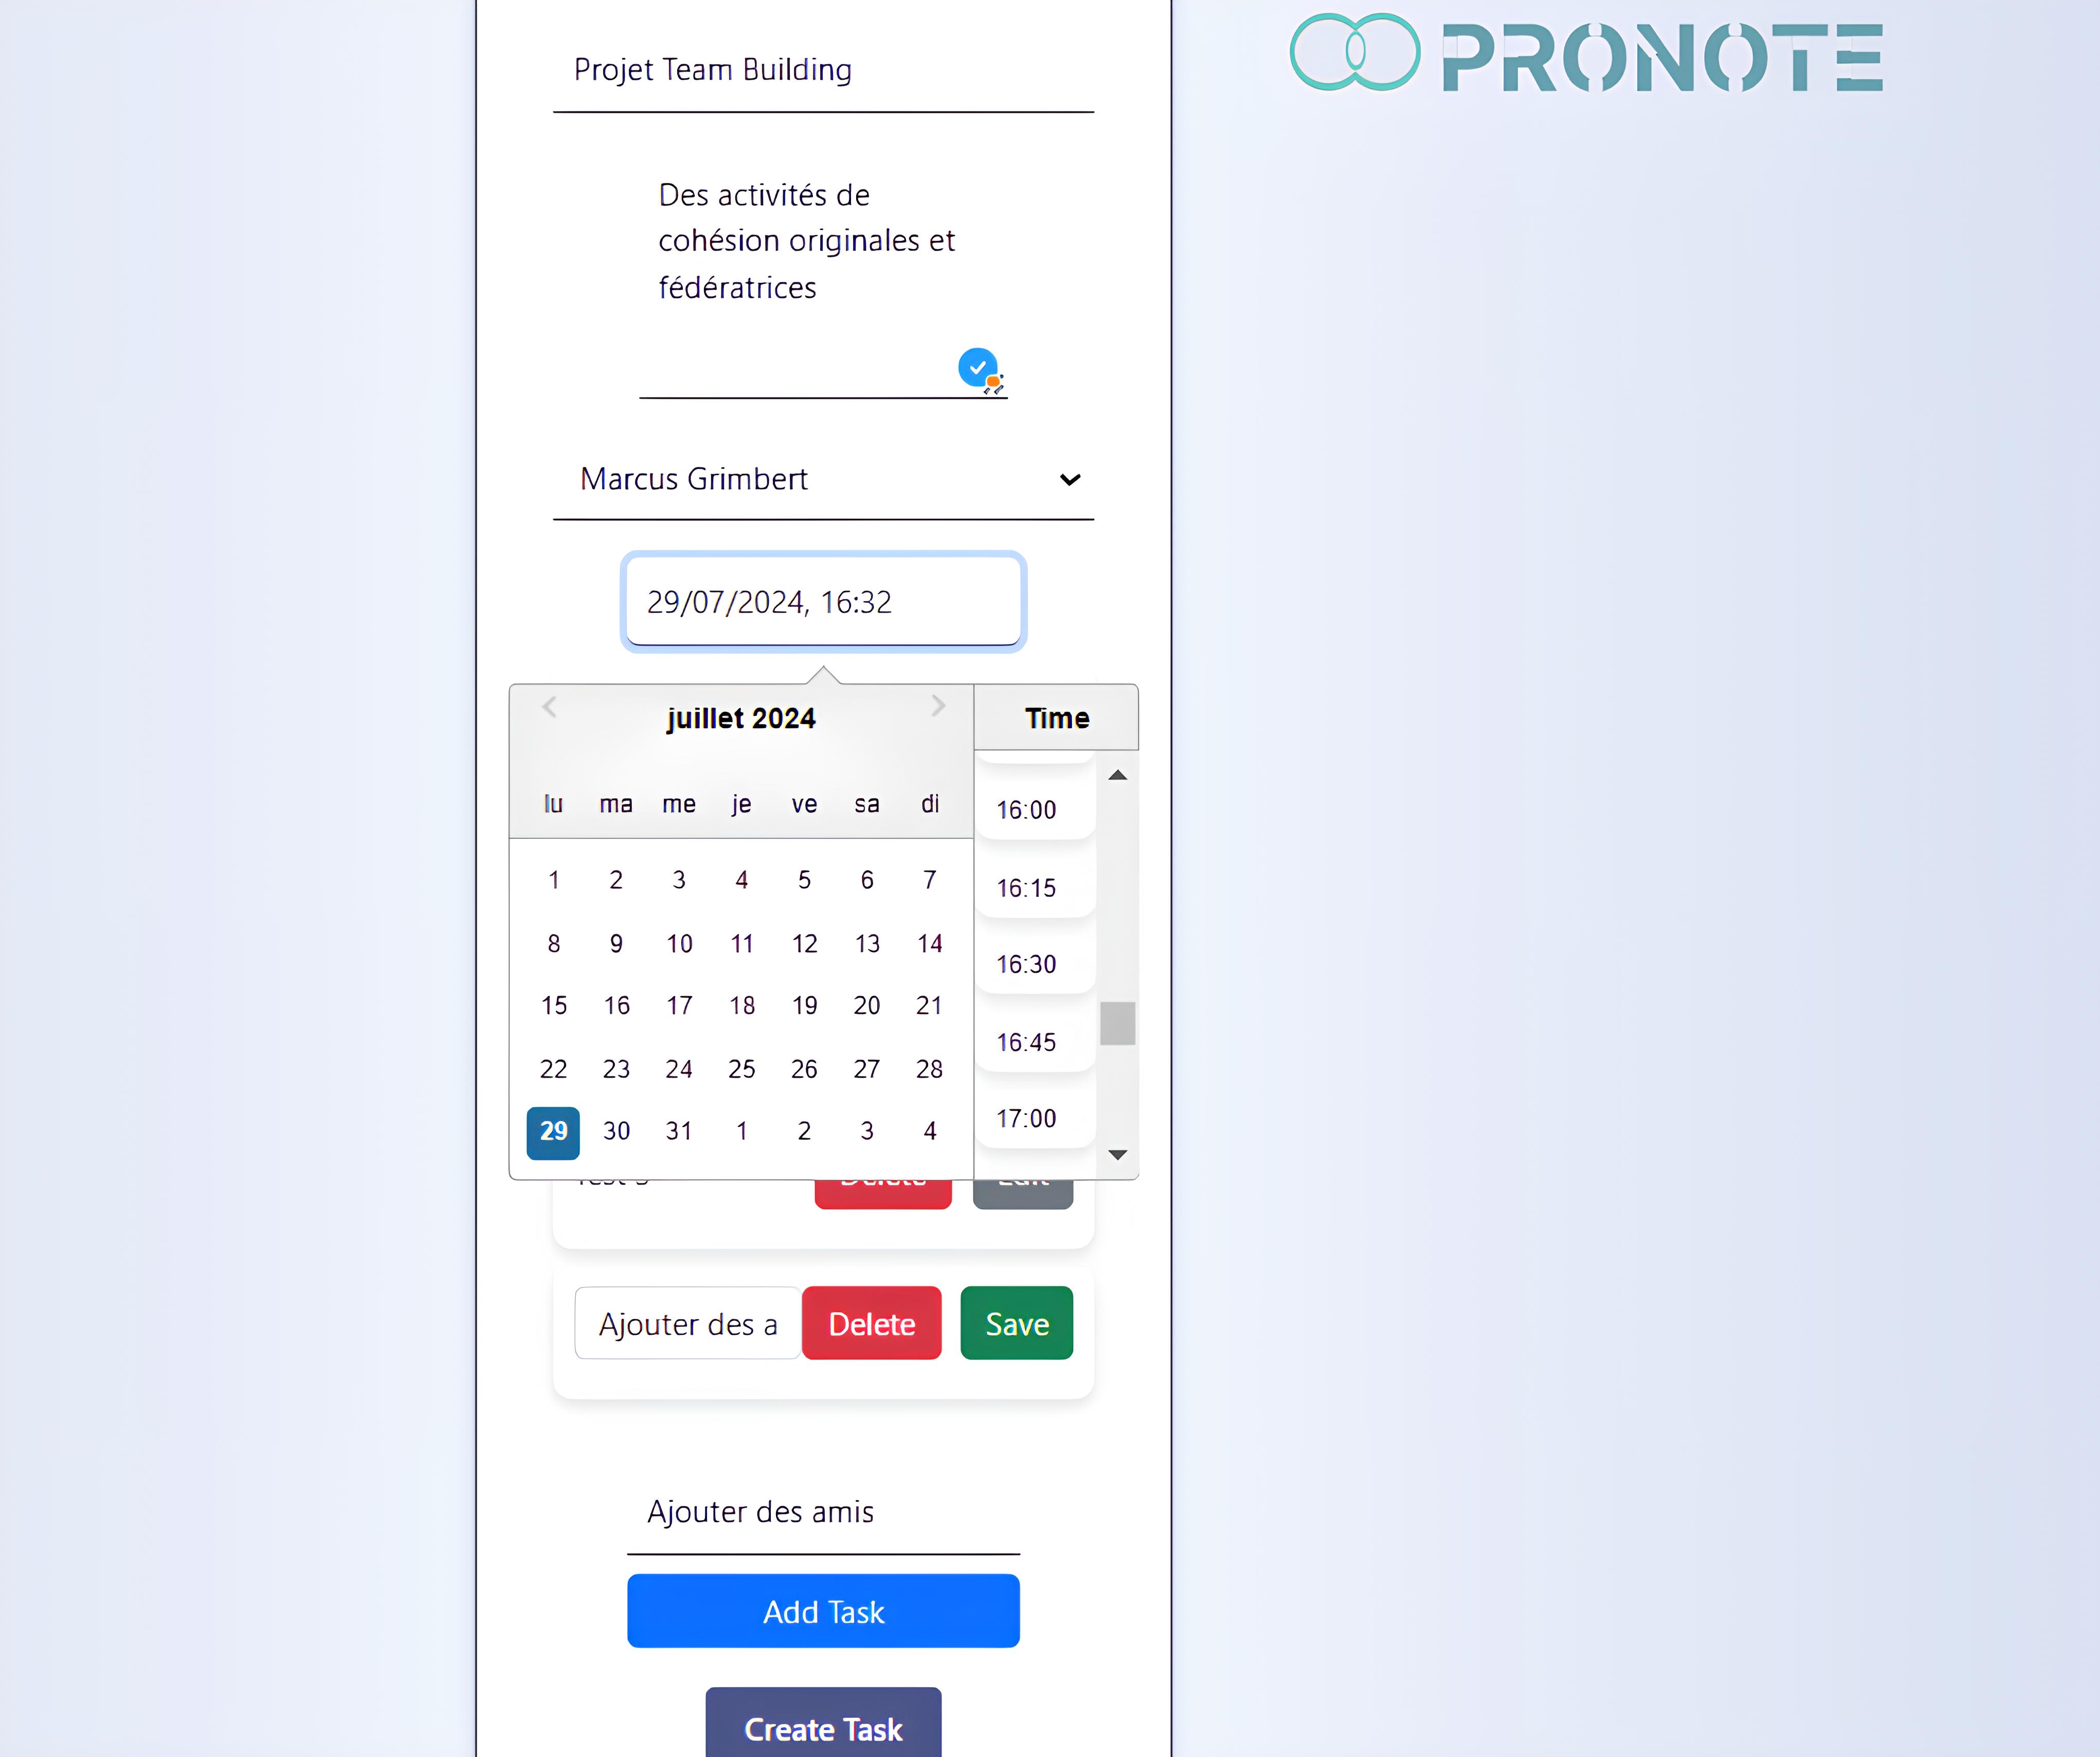 PRONOTE
Projet Team Building
Des activités de
cohésion originales et
fédératrices
Marcus Grimbert
29/07/2024, 16:32
juillet 2024
Time
lu ma me je ve sa di
1 2 3 4 5 6 7
8 9 10 11 12 13 14
15 16 17 18 19 20 21
22 23 24 25 26 27 28
29 30 31 1 2 3 4
16:00
16:15
16:30
16:45
17:00
Delete Edit
Ajouter des a Delete Save
Ajouter des amis
Add Task
Create Task